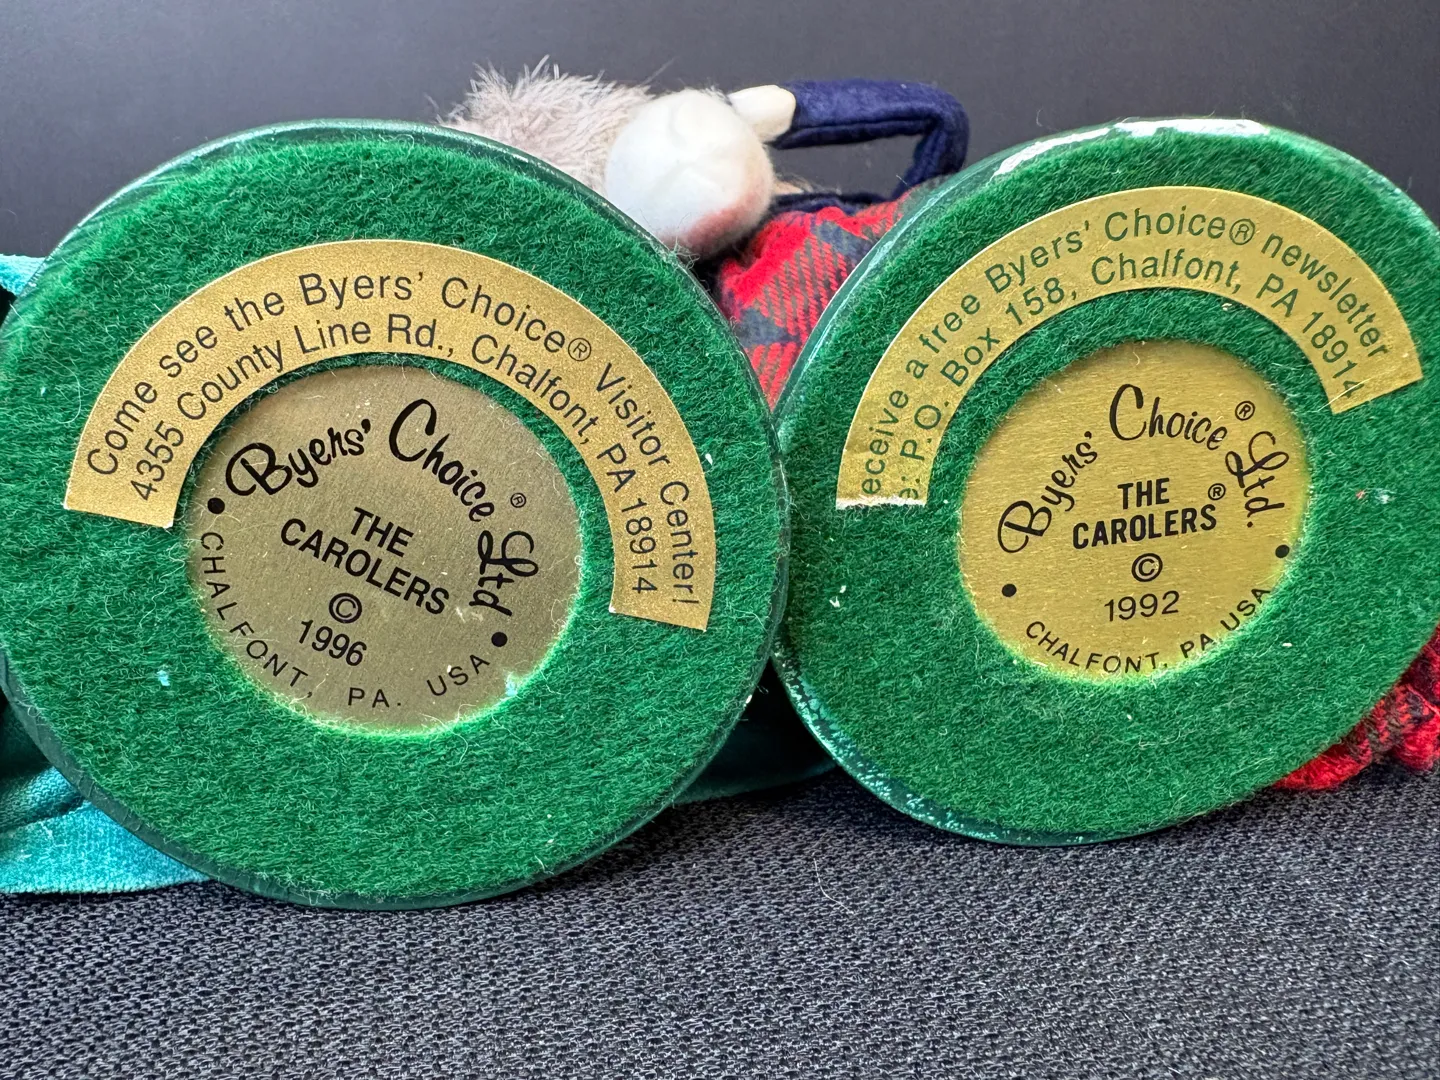 Come see the Byers' Choice® Visitor Center!
4355 County Line Rd., Chalfont, PA 18914
Byers' Choice® Ltd.
THE
CAROLERS
©
1996
• CHALFONT, PA. USA •
eceive a free Byers' Choice® newsletter
e: P.O. Box 158, Chalfont, PA 18914
Byers' Choice® Ltd.
THE
CAROLERS®
©
1992
• CHALFONT, PA. USA •